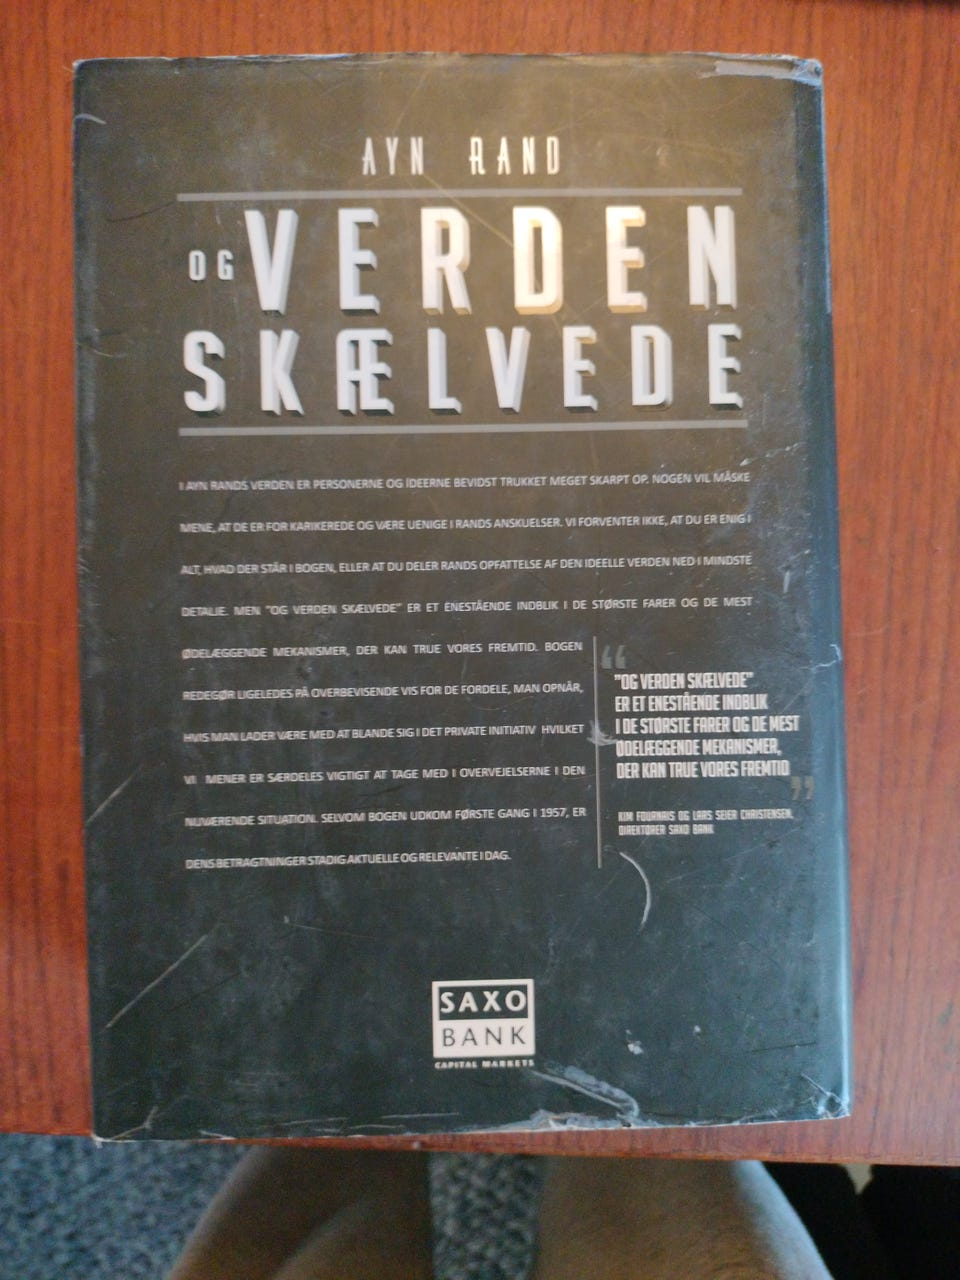 AYN RAND
OG VERDEN
SKÆLVEDE
I AYN RANDS VERDEN ER PERSONERNE OG IDEERNE BEVIDST TRUKKET MEGET SKARPT OP. NOGEN VIL MÅSKE
MENE, AT DE ER FOR KARIKEREDE OG VÆRE UENIGE I RANDS ANSKUELSER. VI FORVENTER IKKE, AT DU ER ENIG I
ALT, HVAD DER STÅR I BOGEN, ELLER AT DU DELER RANDS OPFATTELSE AF DEN IDEELLE VERDEN NED I MINDSTE
DETALJE. MEN "OG VERDEN SKÆLVEDE" ER ET ENESTÅENDE INDBLIK I DE STØRSTE FARER OG DE MEST
ØDELÆGGENDE MEKANISMER, DER KAN TRUE VORES FREMTID. BOGEN
REDEGØR LIGELEDES PÅ OVERBEVISENDE VIS FOR DE FORDELE, MAN OPNÅR,
HVIS MAN LADER VÆRE MED AT BLANDE SIG I DET PRIVATE INITIATIV HVILKET
VI MENER ER SÆRDELES VIGTIGT AT TAGE MED I OVERVEJELSERNE I DEN
NUVÆRENDE SITUATION. SELVOM BOGEN UDKOM FØRSTE GANG I 1957, ER
DENS BETRAGTNINGER STADIG AKTUELLE OG RELEVANTE I DAG.
"
"OG VERDEN SKÆLVEDE"
ER ET ENESTÅENDE INDBLIK
I DE STØRSTE FARER OG DE MEST
ØDELÆGGENDE MEKANISMER,
DER KAN TRUE VORES FREMTID
"
KIM FOURNAIS OG LARS SEIER CHRISTENSEN,
DIREKTØRER SAXO BANK
SAXO
BANK
CAPITAL MARKETS